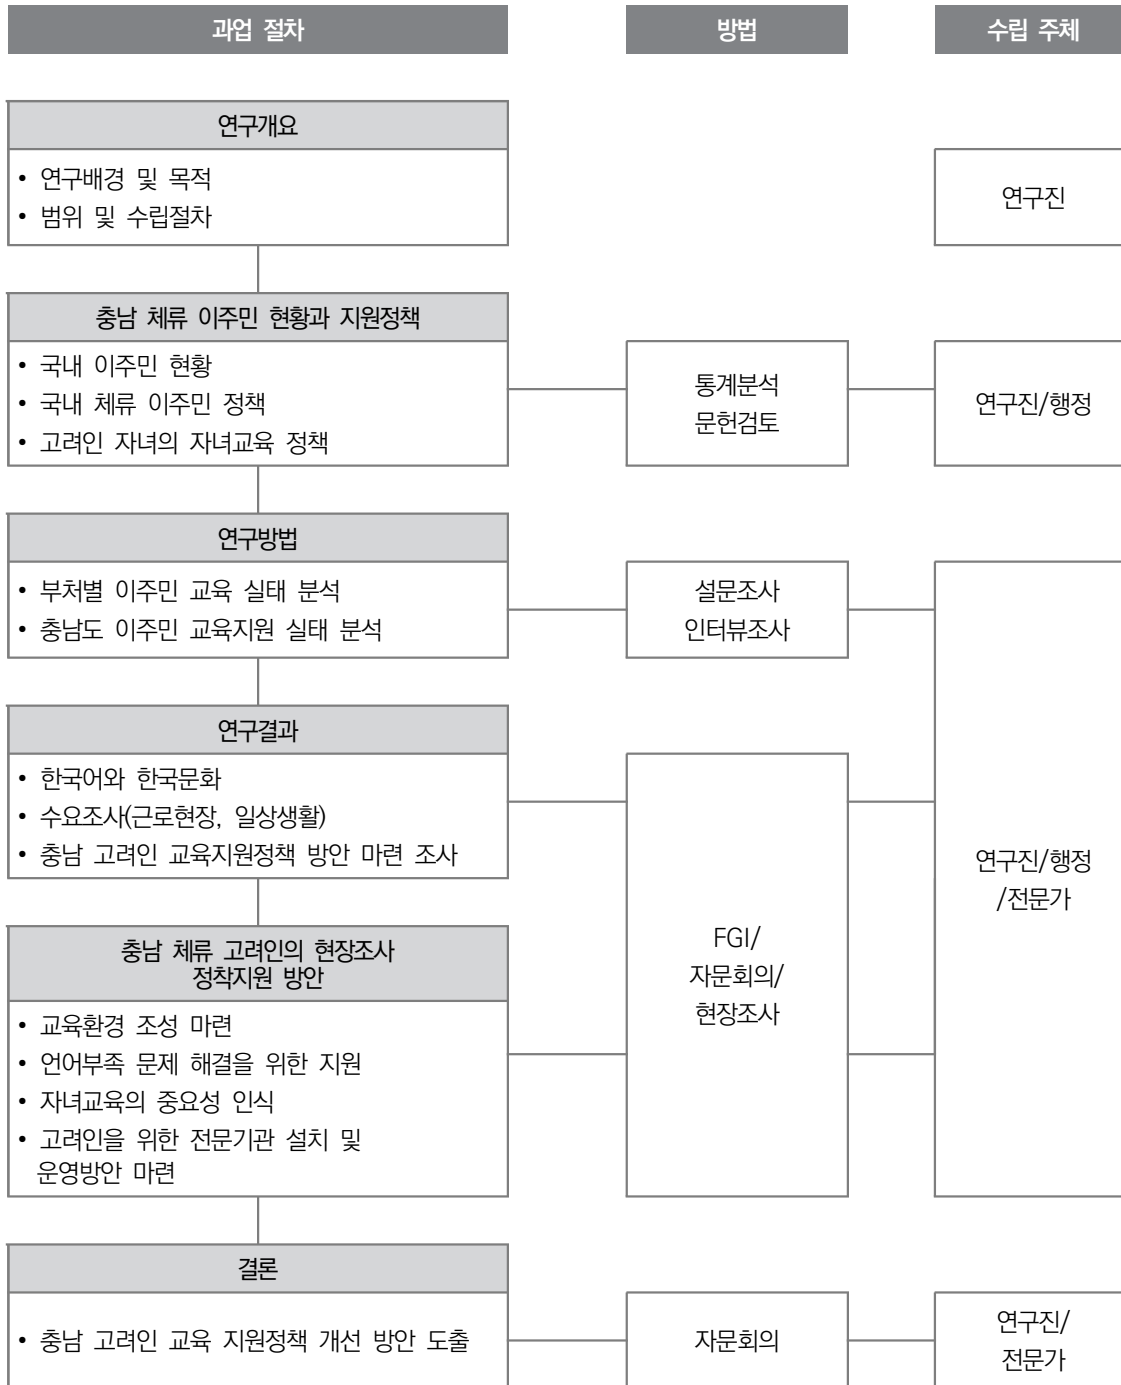 과업 절차
방법
수립 주체
연구개요
• 연구배경 및 목적
• 범위 및 수립절차
연구진
충남 체류 이주민 현황과 지원정책
• 국내 이주민 현황
• 국내 체류 이주민 정책
• 고려인 자녀의 자녀교육 정책
통계분석
문헌검토
연구진/행정
연구방법
• 부처별 이주민 교육 실태 분석
• 충남도 이주민 교육지원 실태 분석
설문조사
인터뷰조사
연구결과
• 한국어와 한국문화
• 수요조사(근로현장, 일상생활)
• 충남 고려인 교육지원정책 방안 마련 조사
충남 체류 고려인의 현장조사
정착지원 방안
• 교육환경 조성 마련
• 언어부족 문제 해결을 위한 지원
• 자녀교육의 중요성 인식
• 고려인을 위한 전문기관 설치 및
운영방안 마련
FGI/
자문회의/
현장조사
연구진/행정
/전문가
결론
• 충남 고려인 교육 지원정책 개선 방안 도출
자문회의
연구진/
전문가